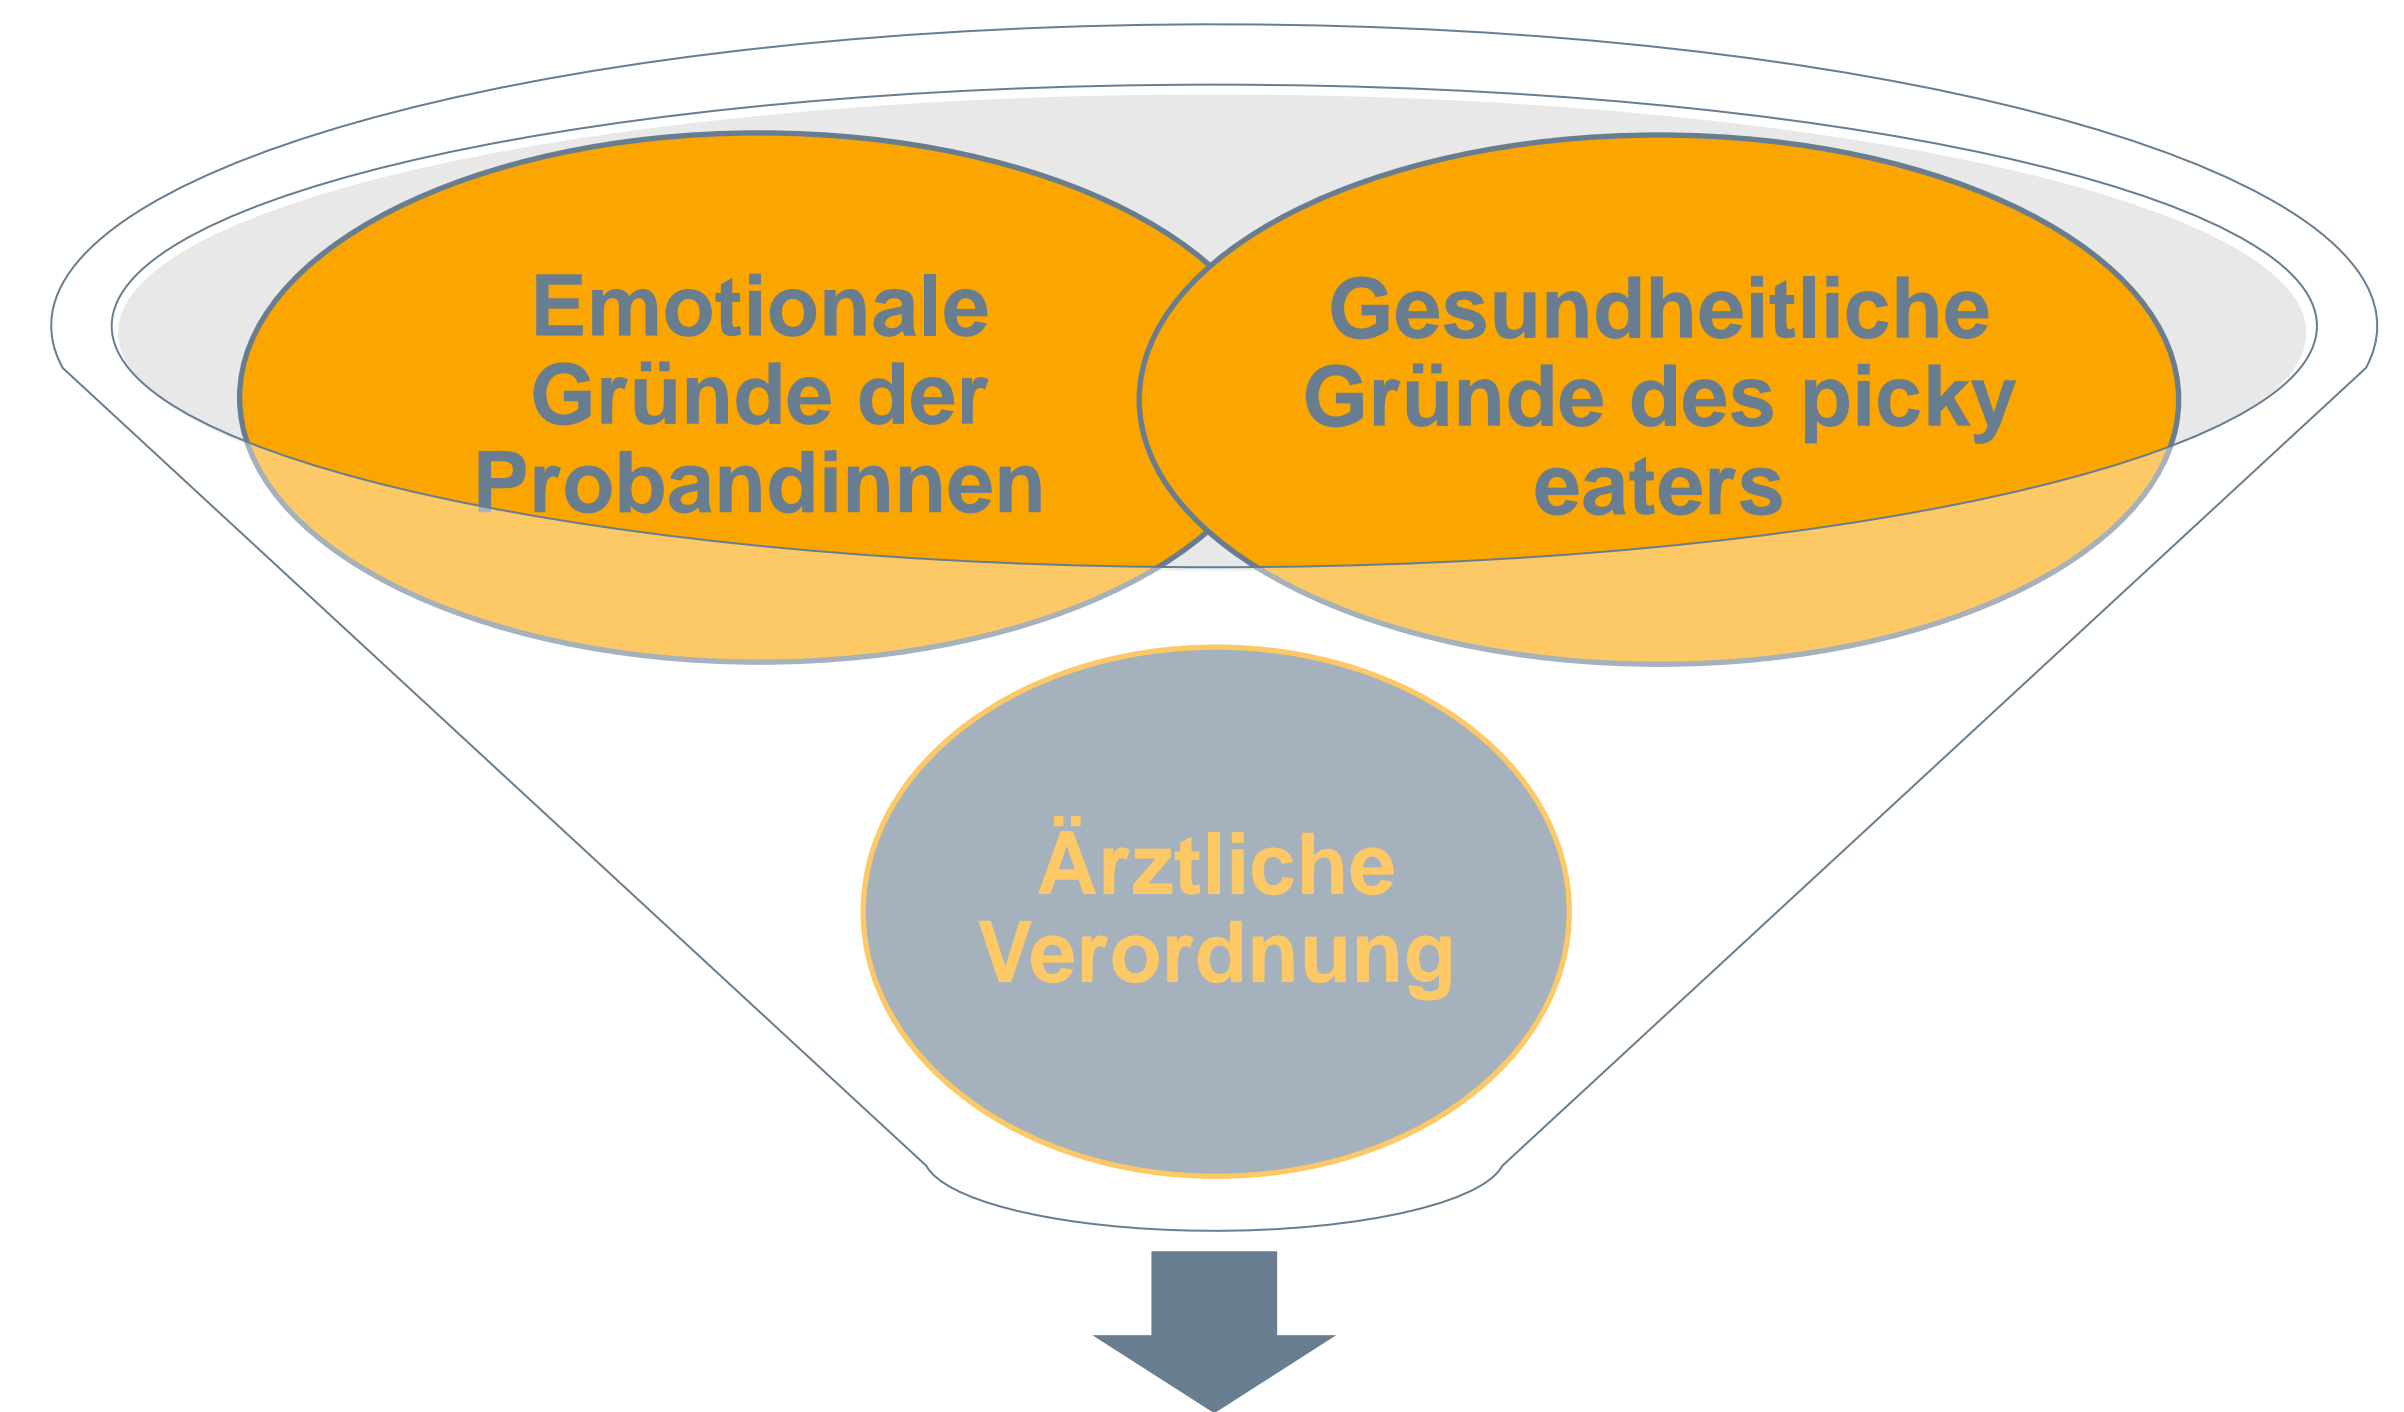 Emotionale
Gründe der
Probandinnen
Gesundheitliche
Gründe des picky
eaters
Ärztliche
Verordnung